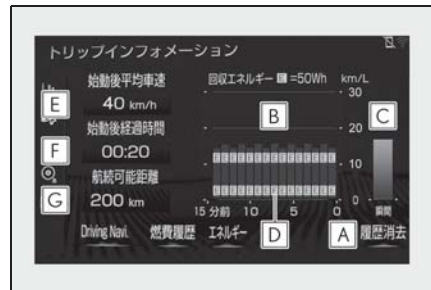 トリップインフォメーション
始動後平均車速
40 km/h
始動後経過時間
00:20
航続可能距離
200 km
回収エネルギー E =50Wh km/L
30
20
10
0
15 分前 10 5 0 瞬間
A
B
C
D
E
F
G
Driving Navi. 燃費履歴 エネルギー 履歴消去